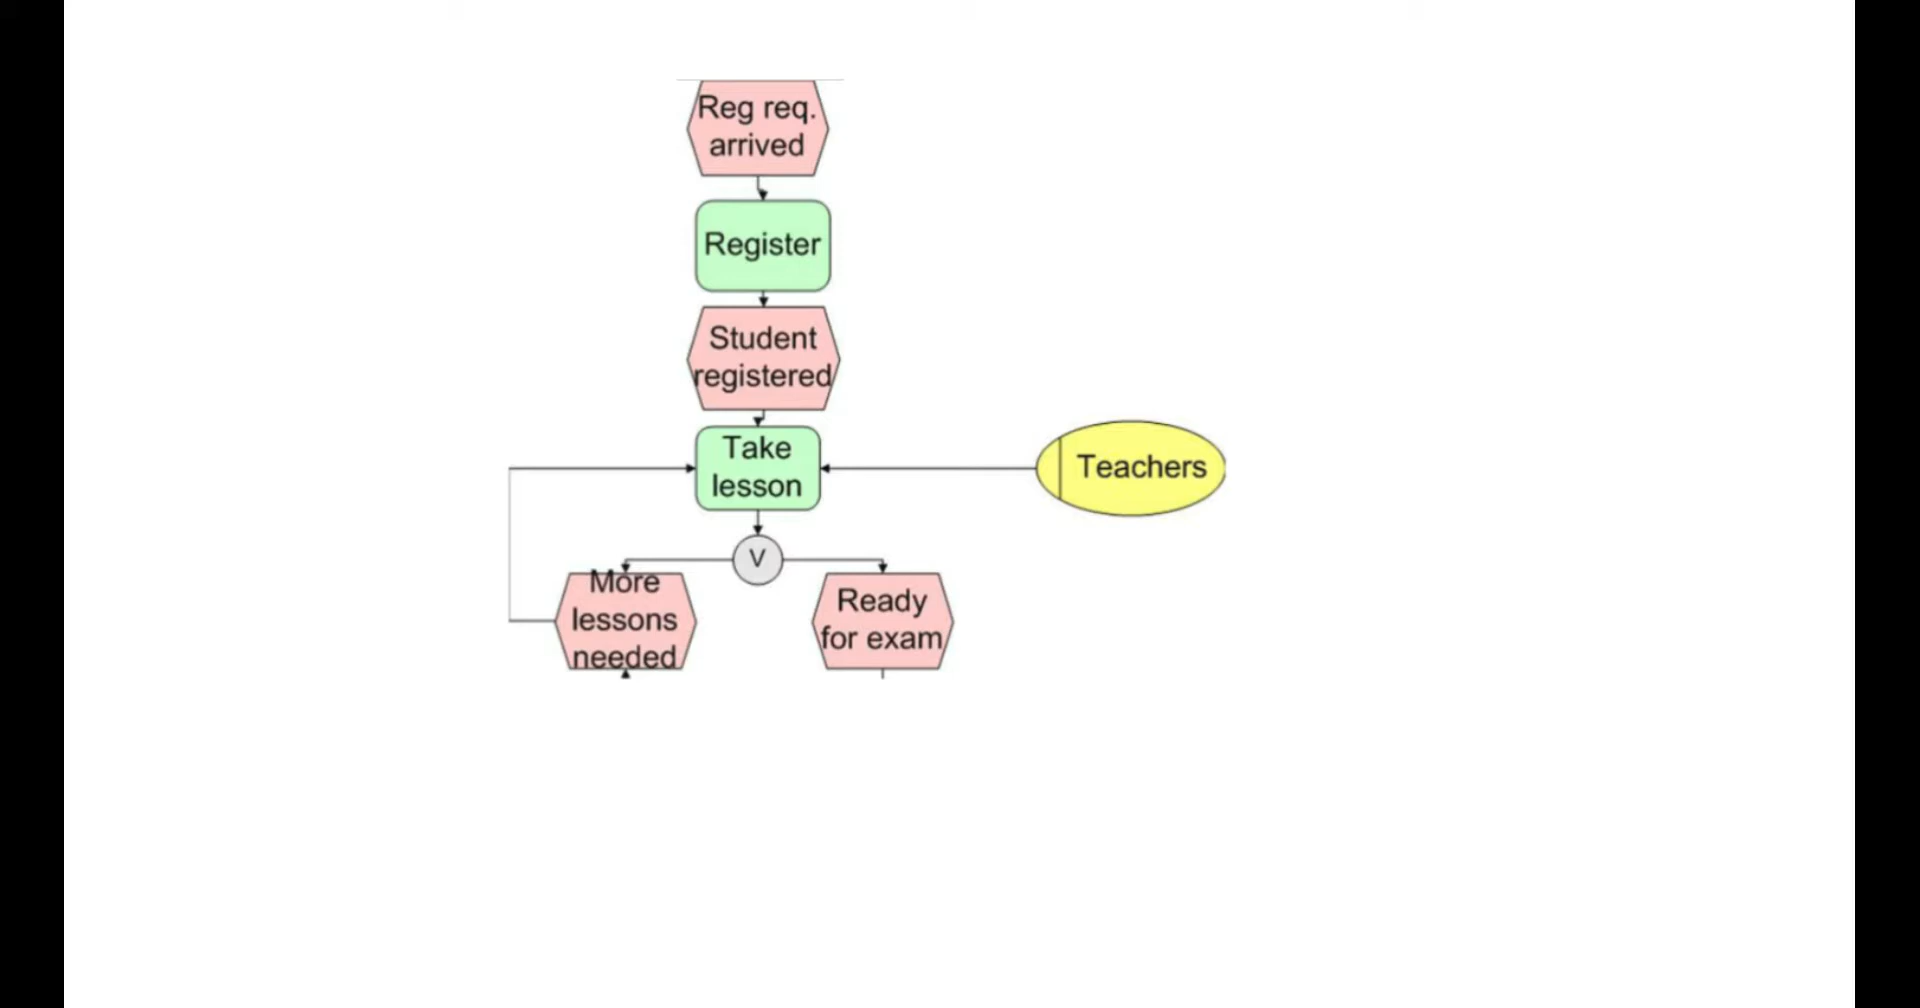 Reg req.
arrived
Register
Student
registered
Take
lesson
Teachers
V
More
lessons
needed
Ready
for exam